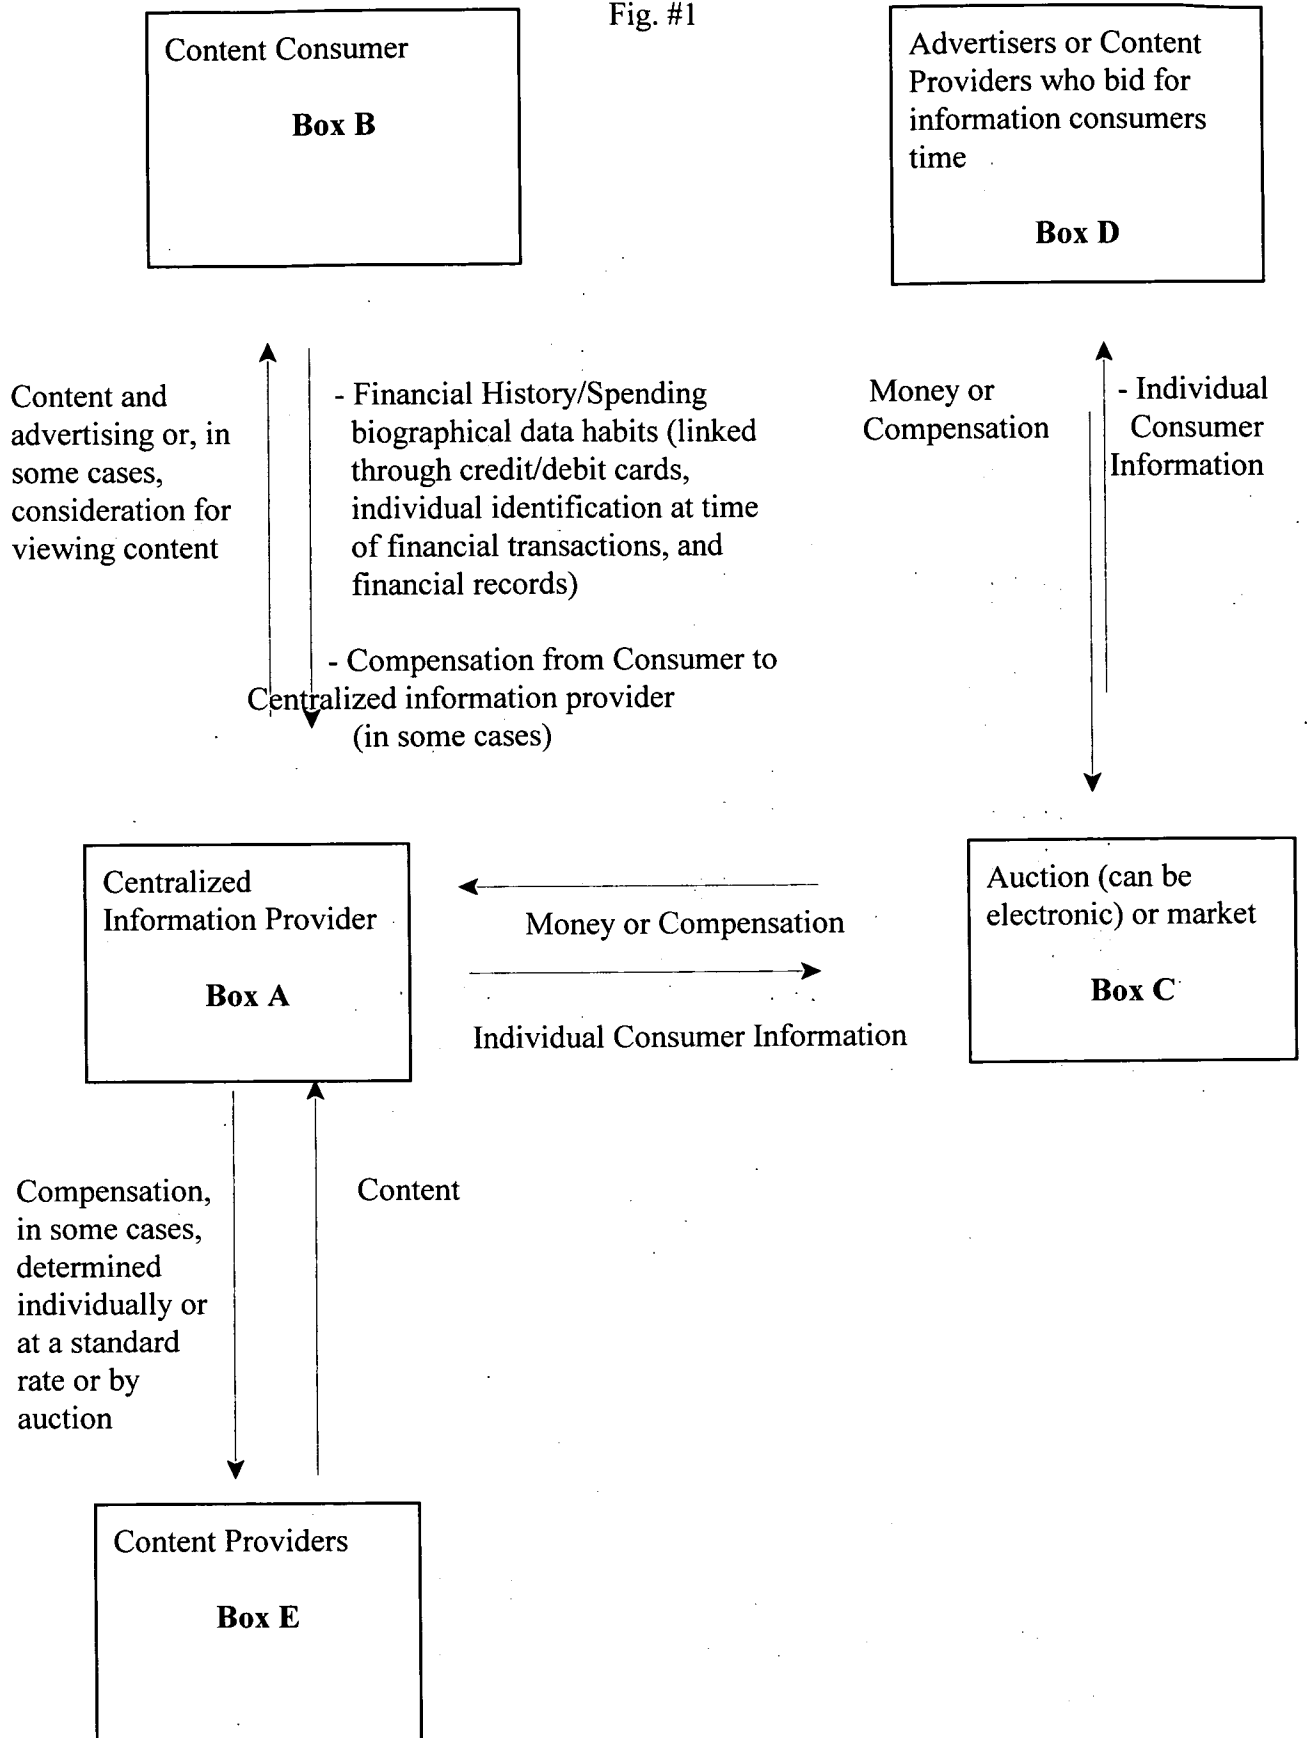 Fig. #1
Content Consumer
Box B
Advertisers or Content
Providers who bid for
information consumers
time
Box D
Content and
advertising or, in
some cases,
consideration for
viewing content
- Financial History/Spending
biographical data habits (linked
through credit/debit cards,
individual identification at time
of financial transactions, and
financial records)
- Compensation from Consumer to
Centralized information provider
(in some cases)
Money or
Compensation
- Individual
Consumer
Information
Centralized
Information Provider
Box A
Money or Compensation
Individual Consumer Information
Auction (can be
electronic) or market
Box C
Compensation,
in some cases,
determined
individually or
at a standard
rate or by
auction
Content
Content Providers
Box E